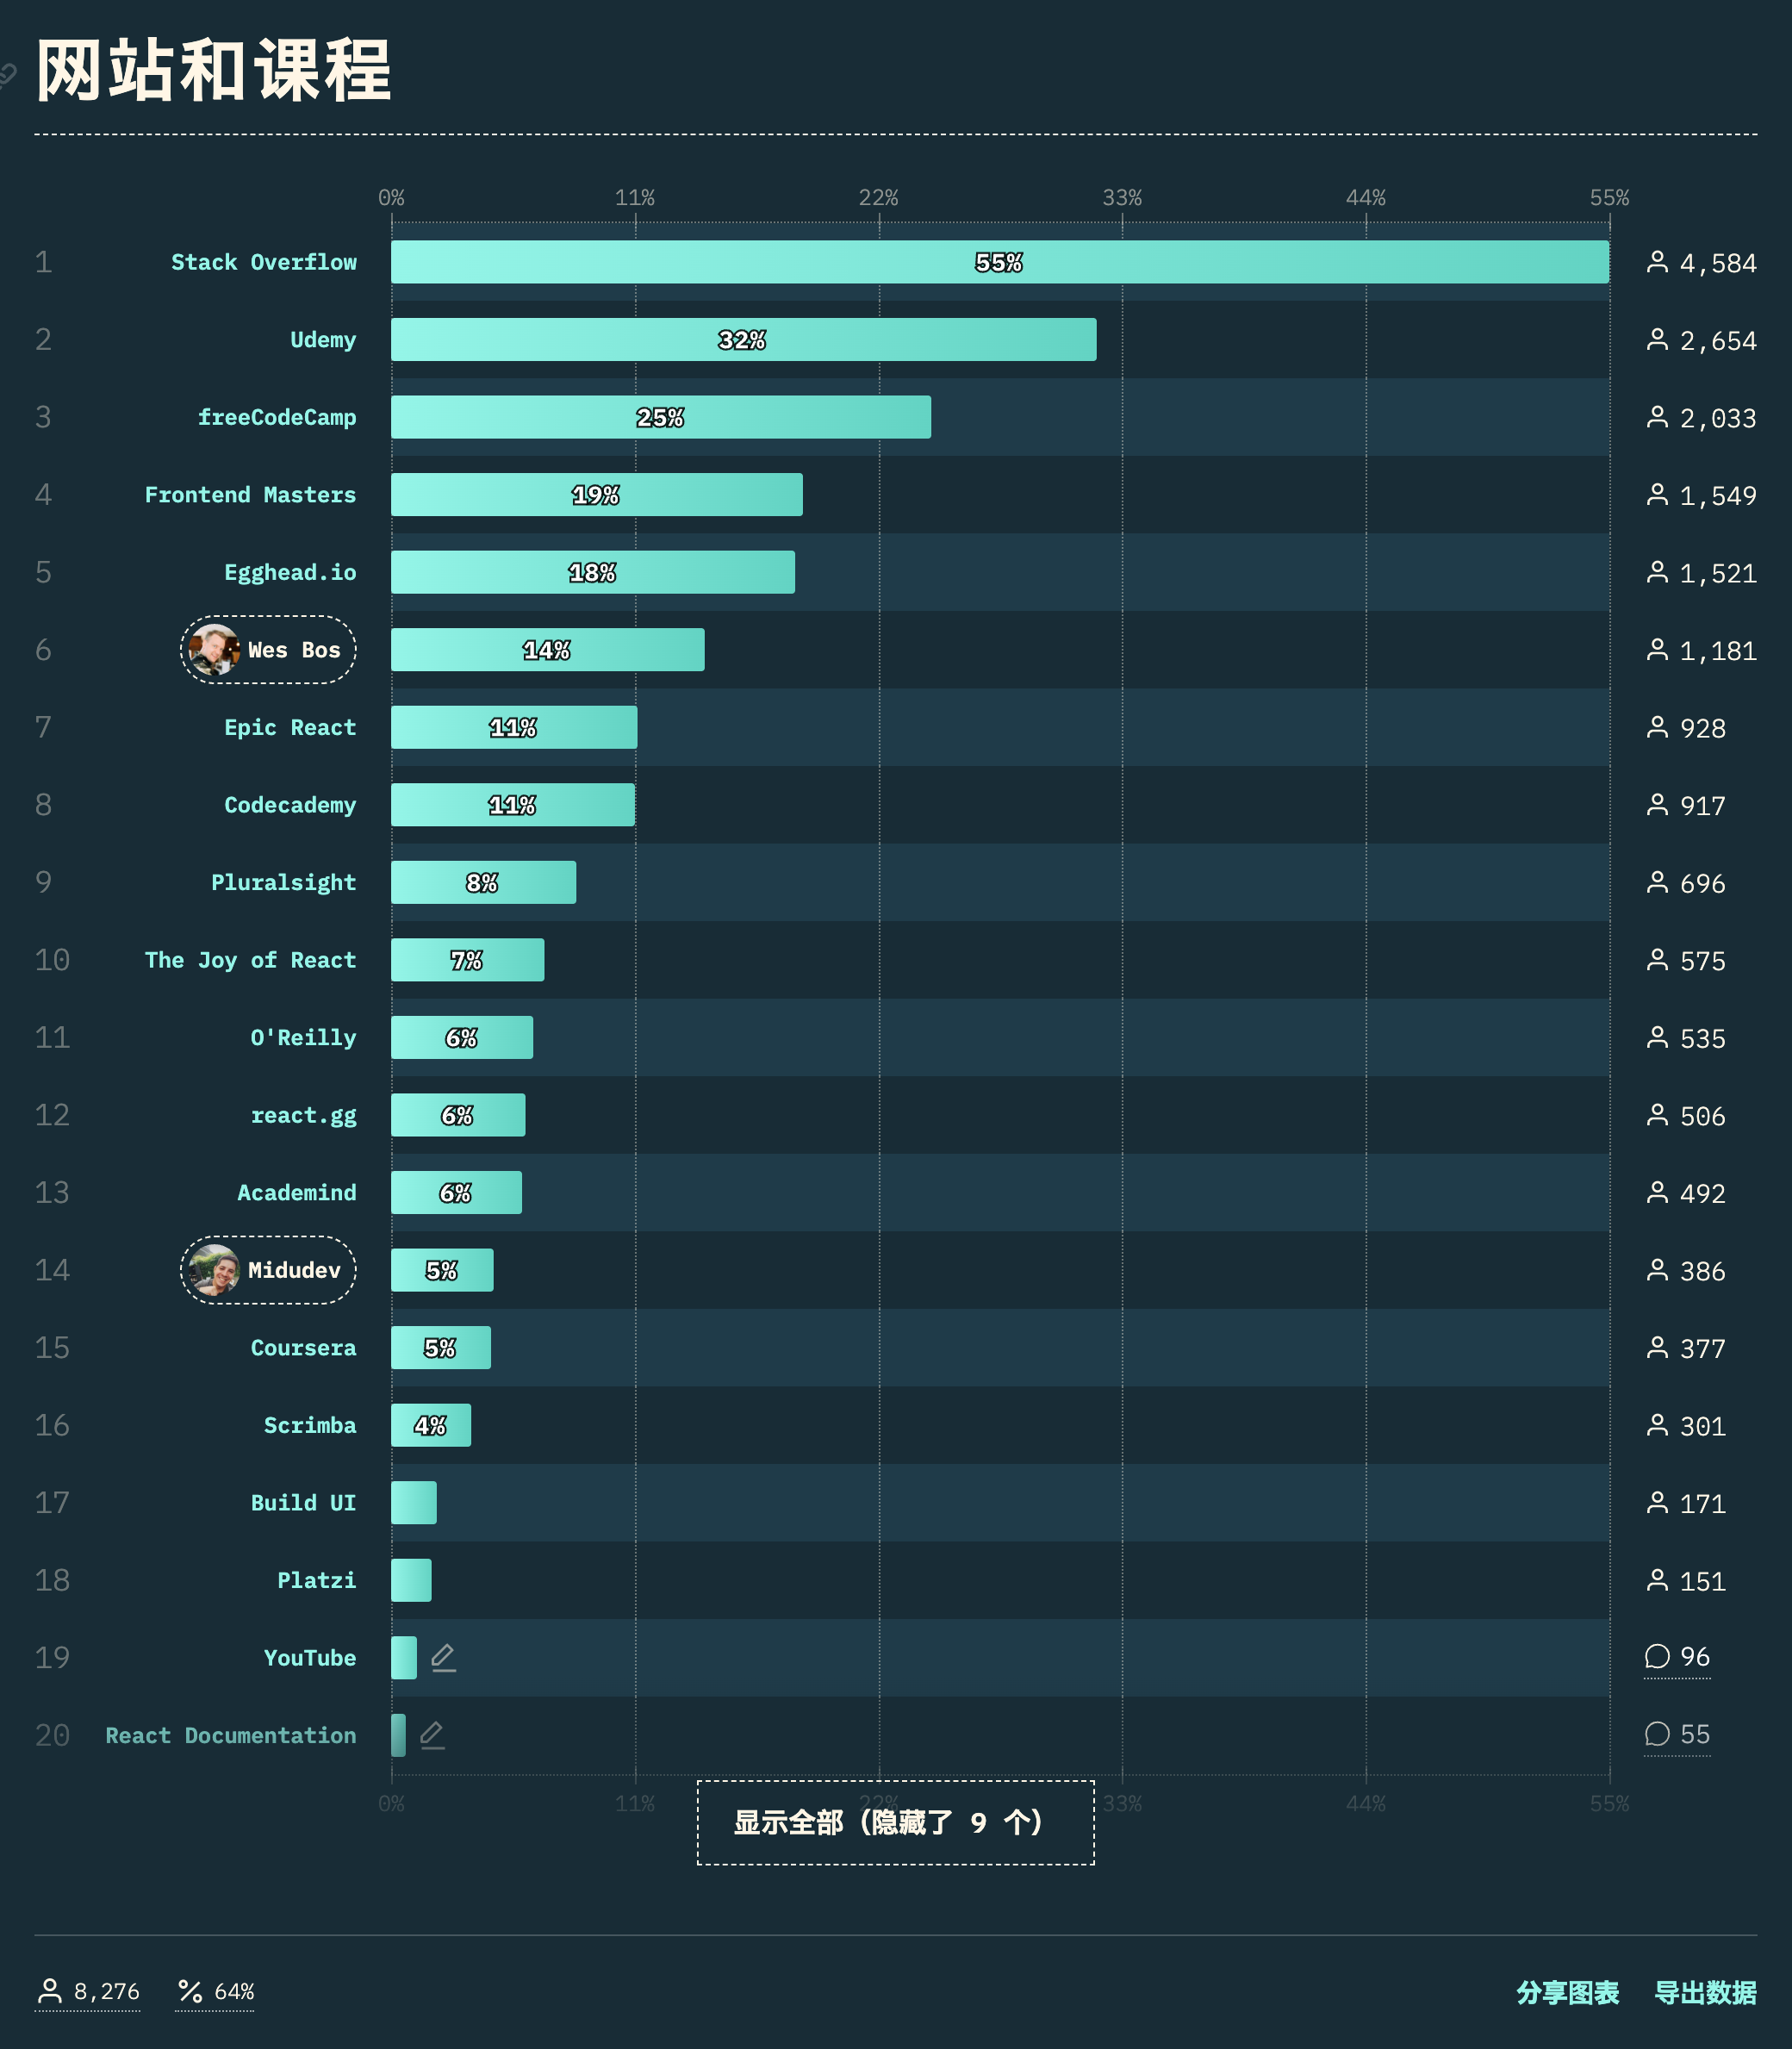 网站和课程
0% 11% 22% 33% 44% 55%
1 Stack Overflow 55% 4,584
2 Udemy 32% 2,654
3 freeCodeCamp 25% 2,033
4 Frontend Masters 19% 1,549
5 Egghead.io 18% 1,521
6 Wes Bos 14% 1,181
7 Epic React 11% 928
8 Codecademy 11% 917
9 Pluralsight 8% 696
10 The Joy of React 7% 575
11 O'Reilly 6% 535
12 react.gg 6% 506
13 Academind 6% 492
14 Midudev 5% 386
15 Coursera 5% 377
16 Scrimba 4% 301
17 Build UI 171
18 Platzi 151
19 YouTube 96
20 React Documentation 55
0% 11% 22% 33% 44% 55%
显示全部（隐藏了 9 个）
8,276 64% 分享图表 导出数据